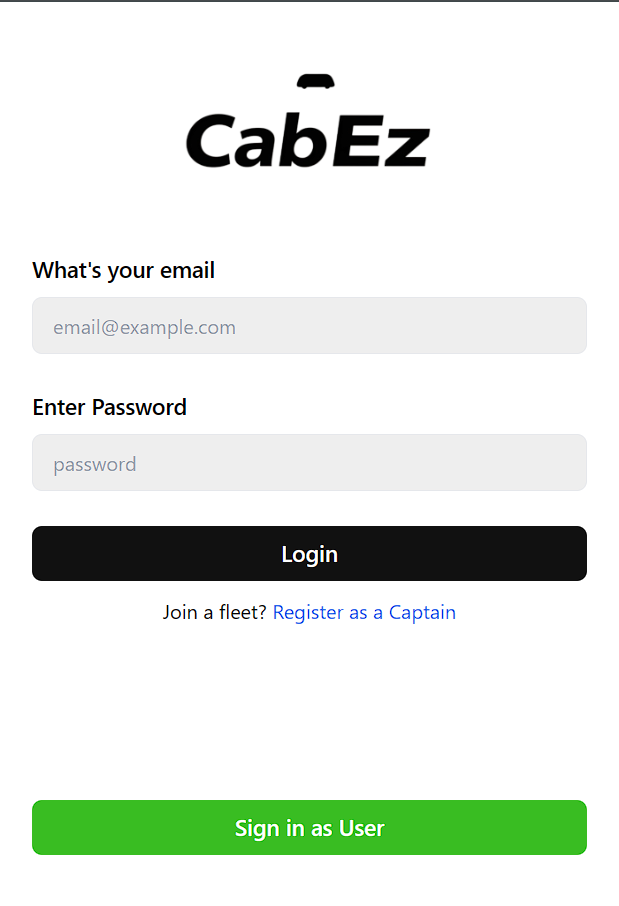 CabEz
What's your email
email@example.com
Enter Password
password
Login
Join a fleet? Register as a Captain
Sign in as User